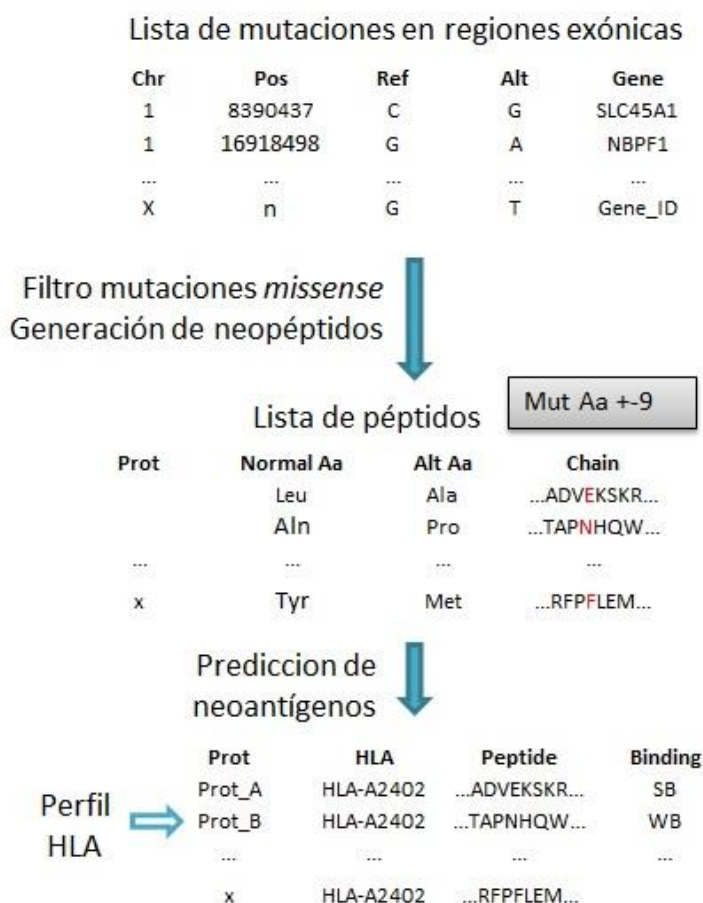 Lista de mutaciones en regiones exónicas
Chr Pos Ref Alt Gene
1 8390437 C G SLC45A1
1 16918498 G A NBPF1
... ... ... ... ...
X n G T Gene_ID
Filtro mutaciones missense
Generación de neopéptidos
Mut Aa +-9
Lista de péptidos
Prot Normal Aa Alt Aa Chain
Leu Ala ...ADVEKSKR...
Aln Pro ...TAPNHQW...
... ... ... ...
x Tyr Met ...RFPFLEM...
Prediccion de
neoantígenos
Prot HLA Peptide Binding
Prot_A HLA-A2402 ...ADVEKSKR... SB
Perfil
HLA
Prot_B HLA-A2402 ...TAPNHQW... WB
... ... ... ...
x HLA-A2402 ...RFPFLEM...